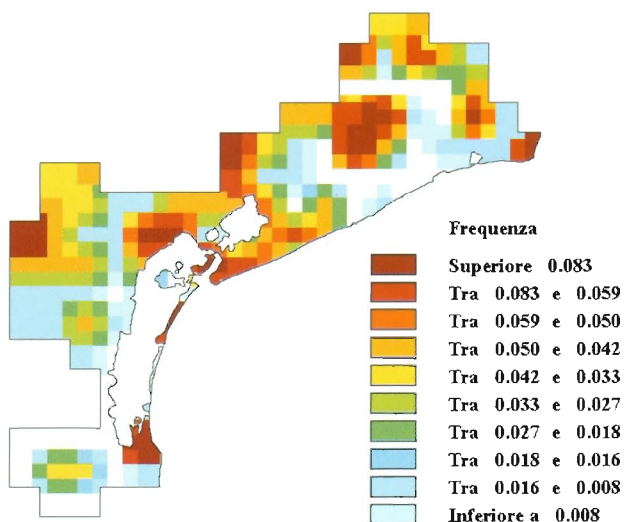 Frequenza
Superiore 0.083
Tra 0.083 e 0.059
Tra 0.059 e 0.050
Tra 0.050 e 0.042
Tra 0.042 e 0.033
Tra 0.033 e 0.027
Tra 0.027 e 0.018
Tra 0.018 e 0.016
Tra 0.016 e 0.008
Inferiore a 0.008